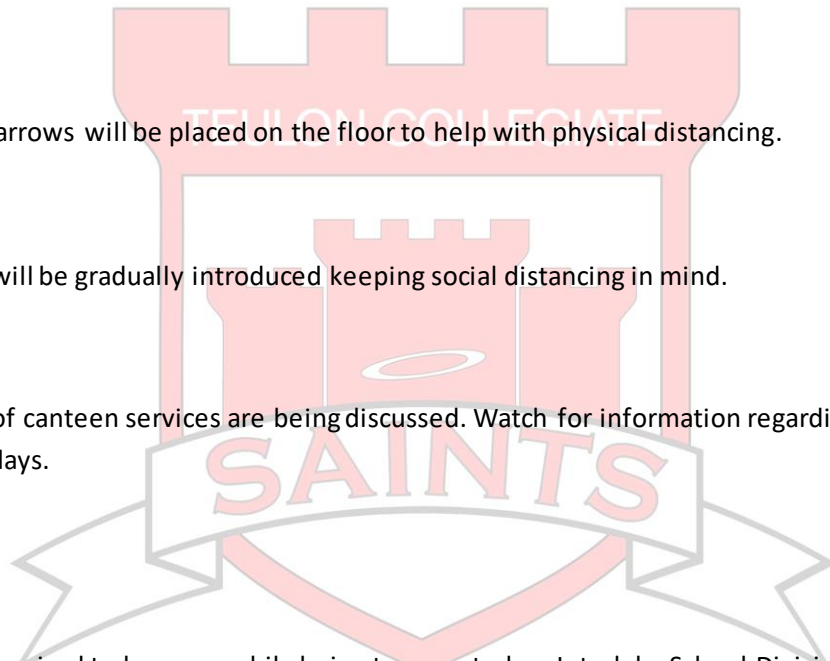 TEULON COLLEGIATE
arrows will be placed on the floor to help with physical distancing.
will be gradually introduced keeping social distancing in mind.
of canteen services are being discussed. Watch for information regardi
lays.
SAINTS